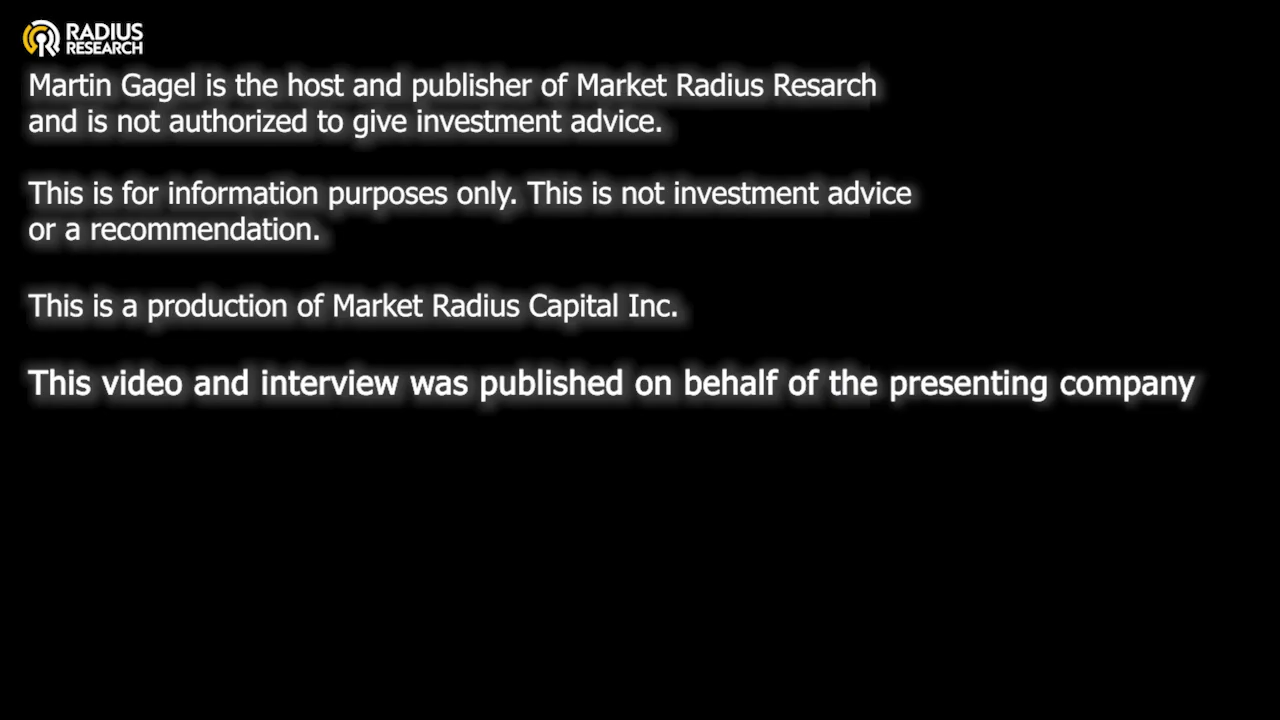 RADIUS
RESEARCH
Martin Gagel is the host and publisher of Market Radius Resarch
and is not authorized to give investment advice.
This is for information purposes only. This is not investment advice
or a recommendation.
This is a production of Market Radius Capital Inc.
This video and interview was published on behalf of the presenting company